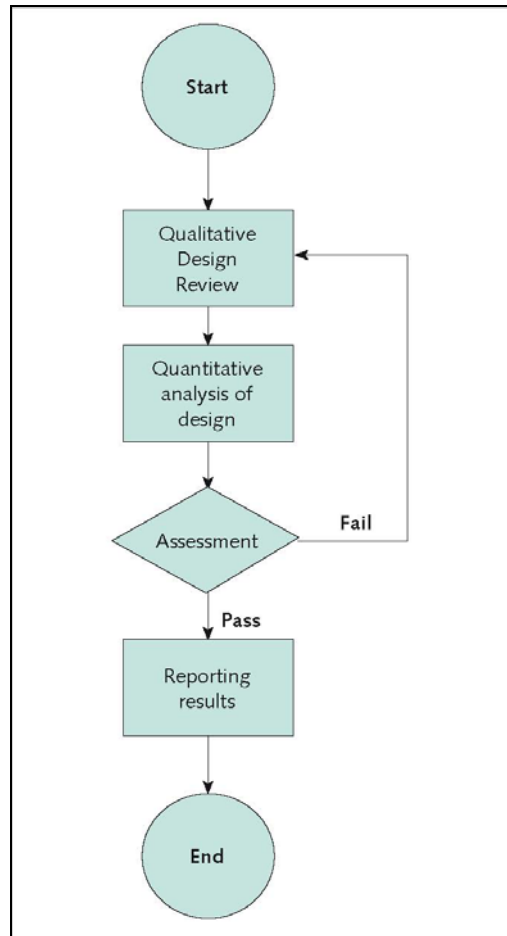 Start
Qualitative
Design
Review
Quantitative
analysis of
design
Assessment
Fail
Pass
Reporting
results
End